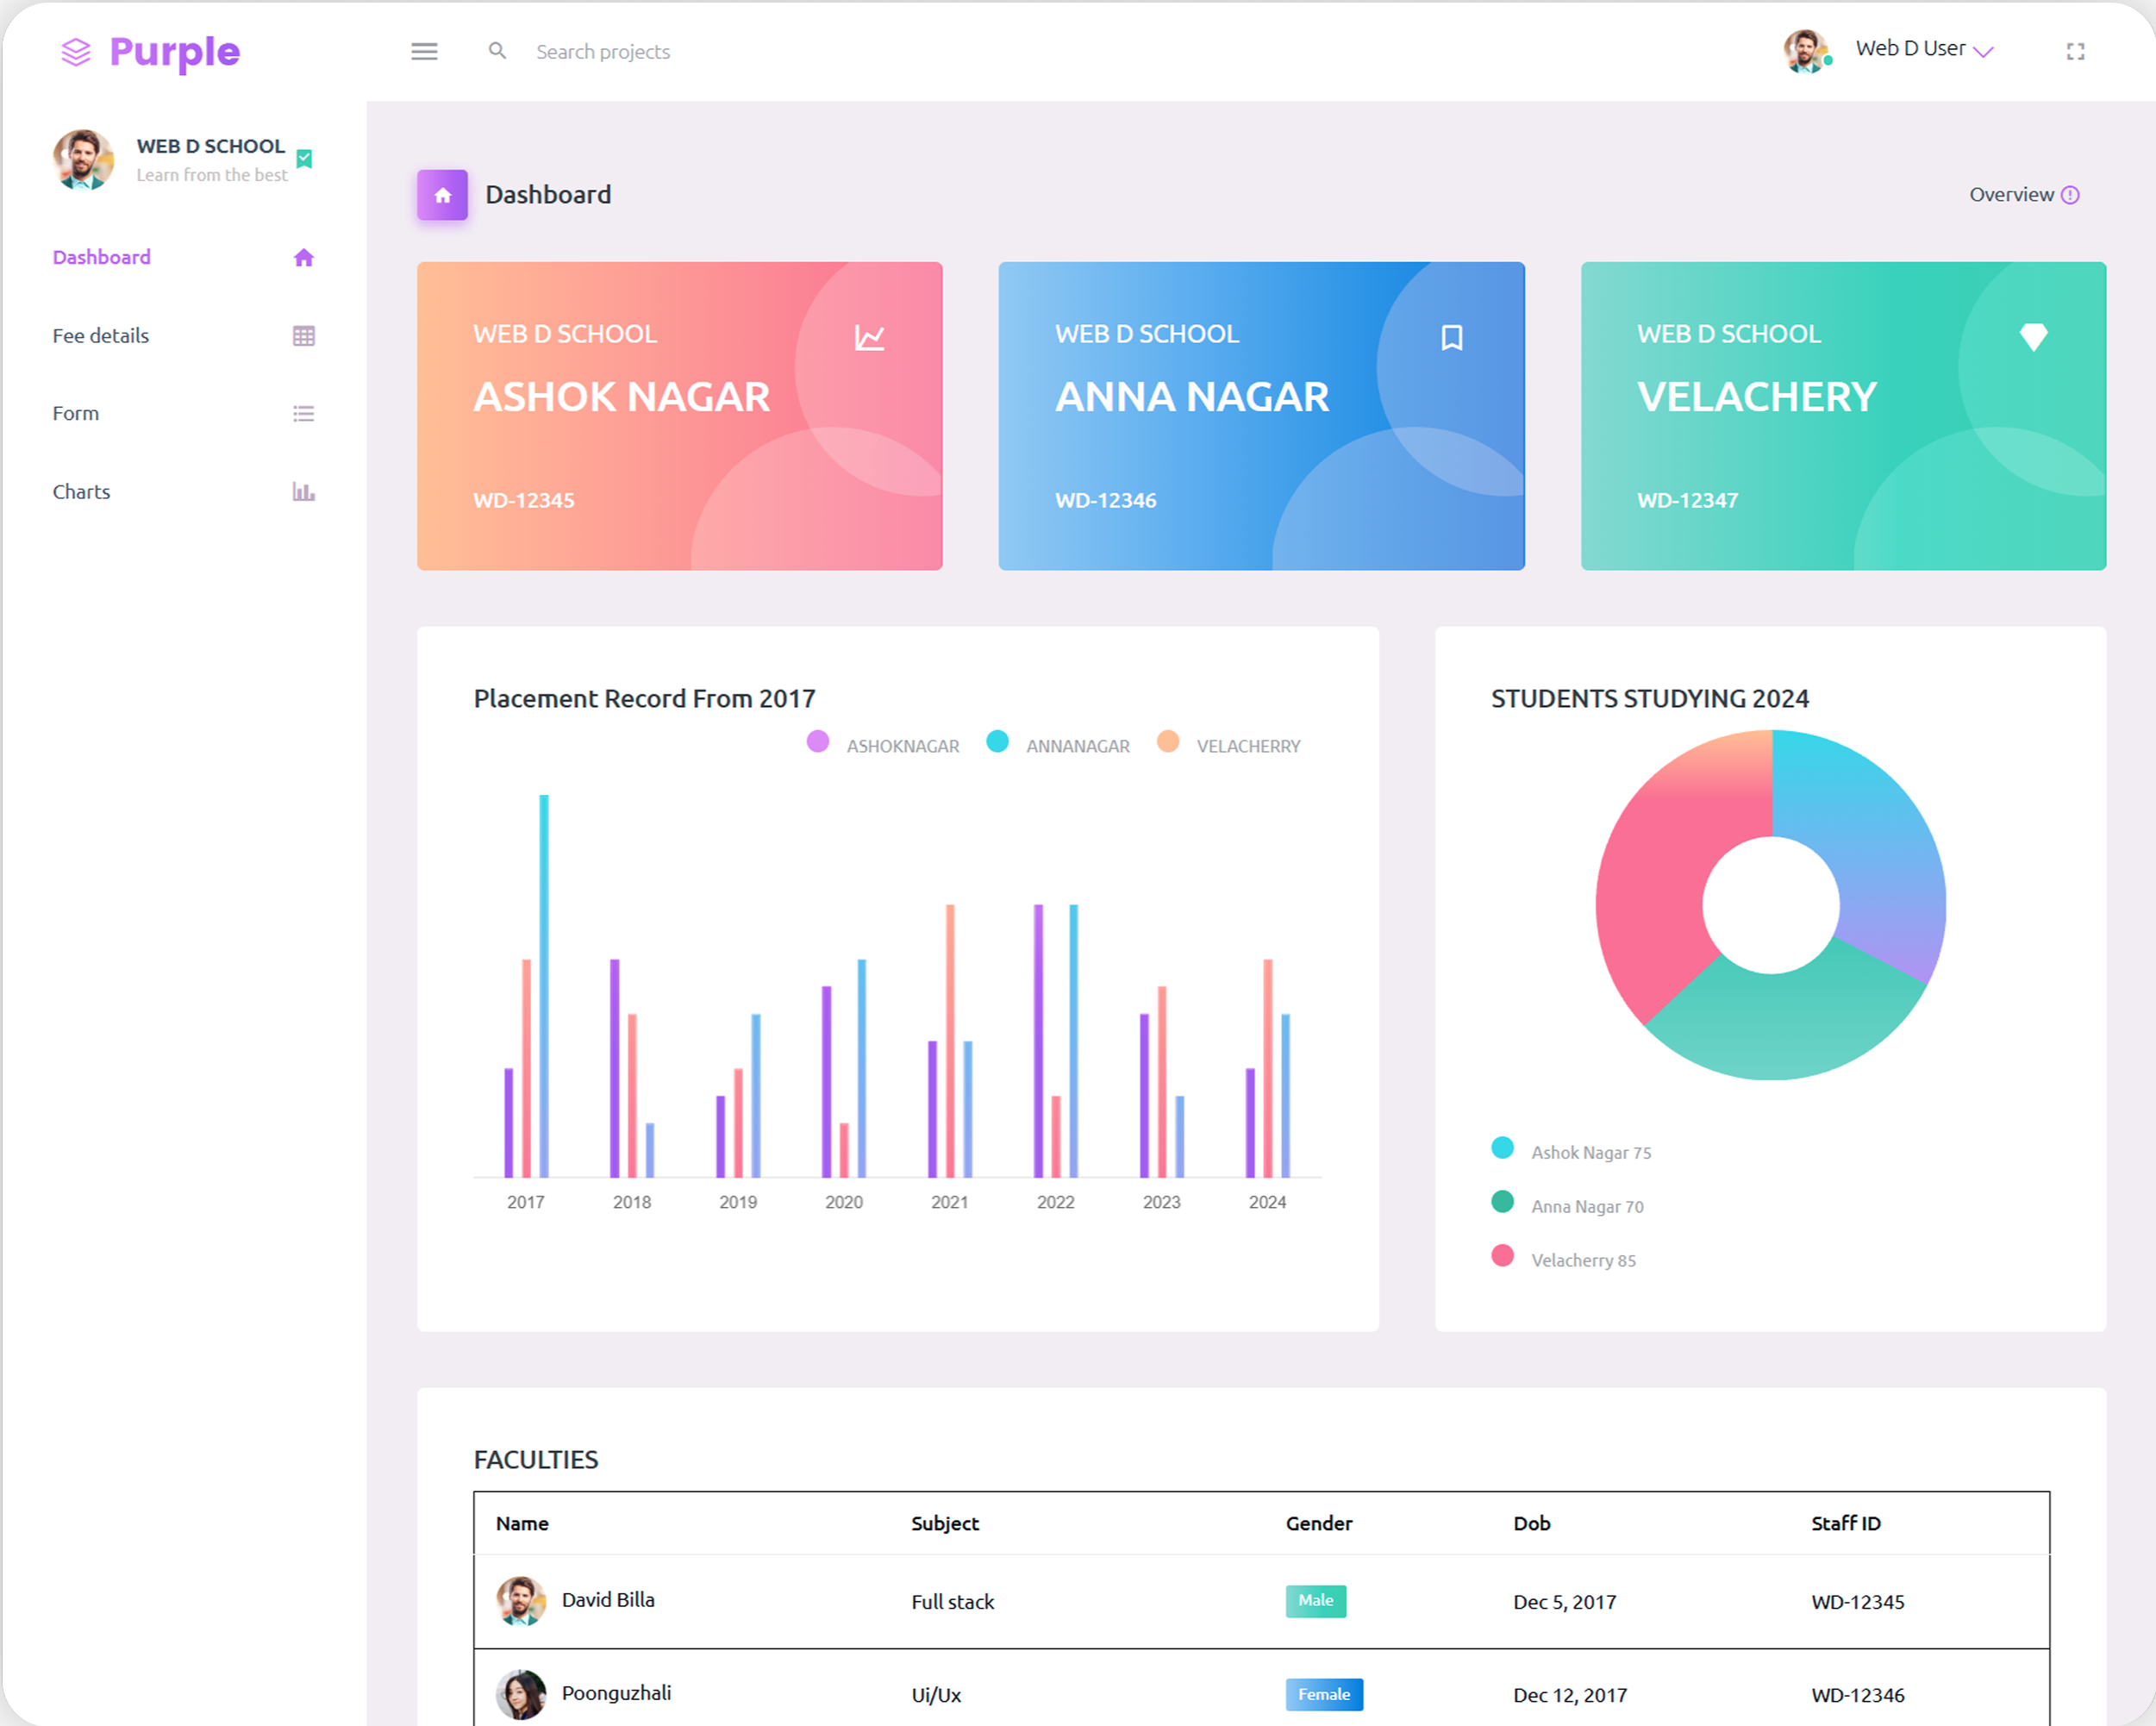 Purple
Search projects
Web D User
WEB D SCHOOL
Learn from the best
Dashboard
Fee details
Form
Charts
Dashboard
Overview
WEB D SCHOOL
ASHOK NAGAR
WD-12345
WEB D SCHOOL
ANNA NAGAR
WD-12346
WEB D SCHOOL
VELACHERY
WD-12347
Placement Record From 2017
ASHOKNAGAR ANNANAGAR VELACHERRY
2017 2018 2019 2020 2021 2022 2023 2024
STUDENTS STUDYING 2024
Ashok Nagar 75
Anna Nagar 70
Velacherry 85
FACULTIES
Name Subject Gender Dob Staff ID
David Billa Full stack Male Dec 5, 2017 WD-12345
Poonguzhali Ui/Ux Female Dec 12, 2017 WD-12346